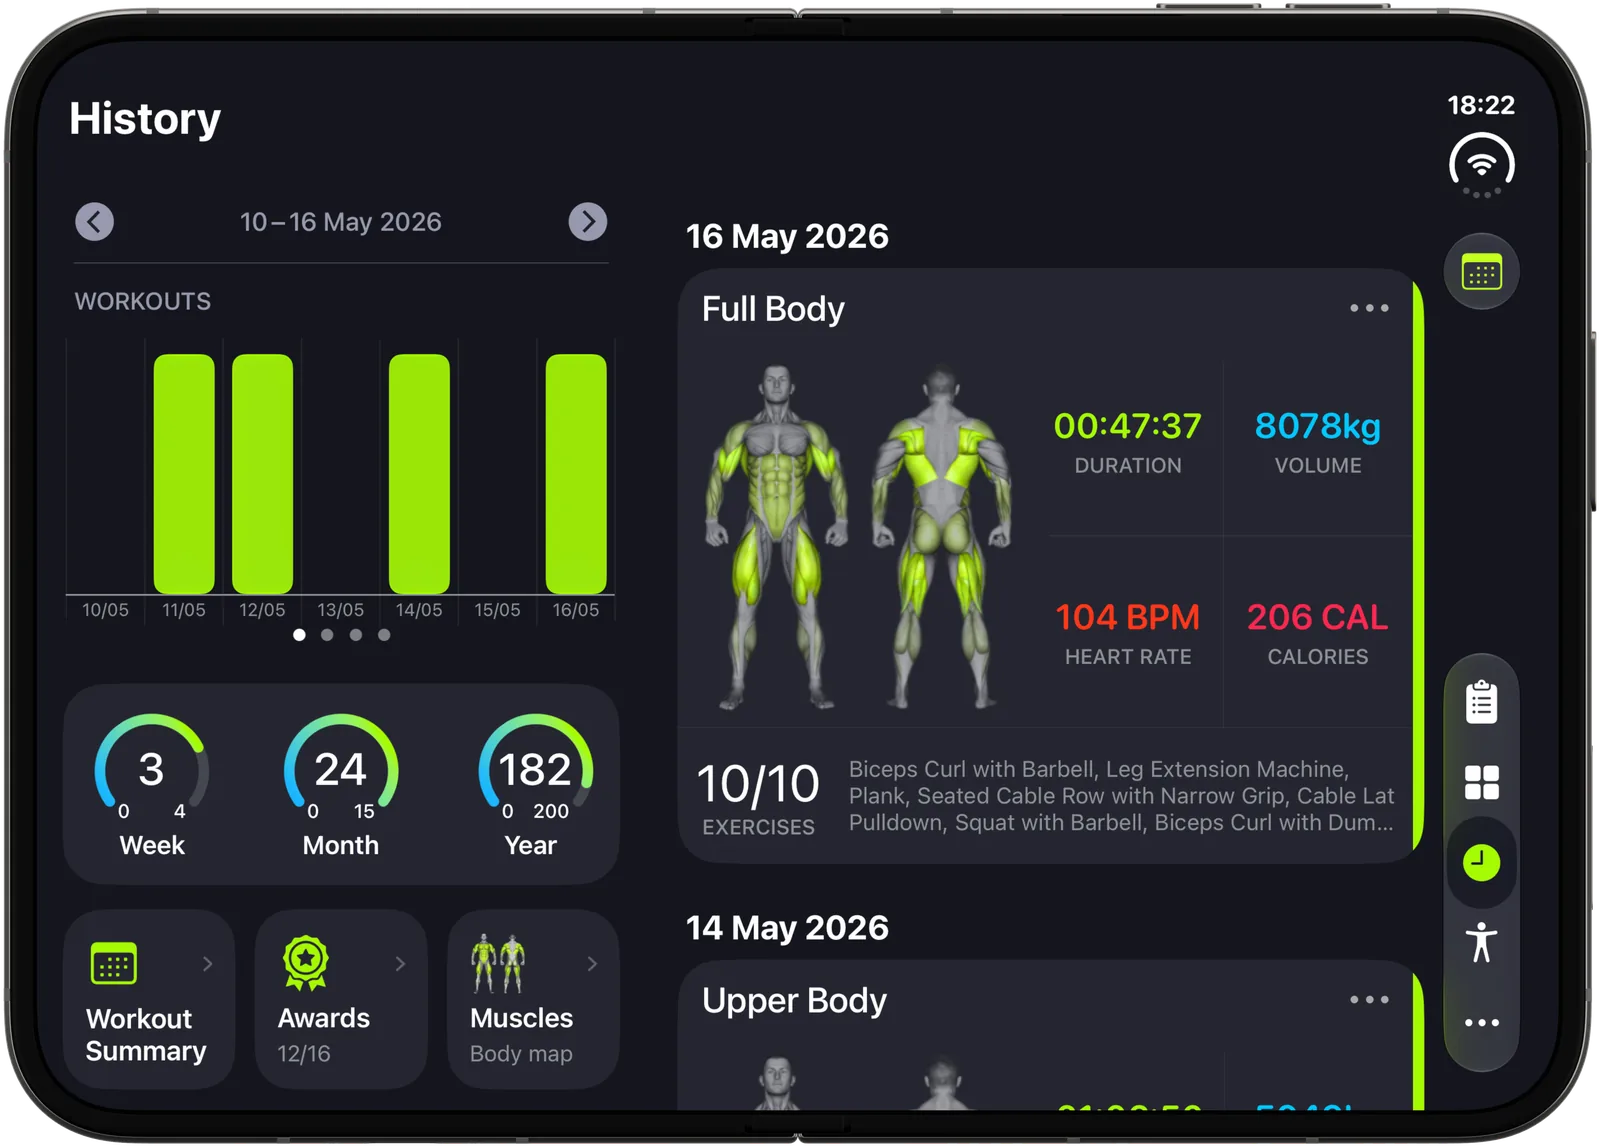 History
18:22
10–16 May 2026
WORKOUTS
10/05 11/05 12/05 13/05 14/05 15/05 16/05
3
0 4
Week
24
0 15
Month
182
0 200
Year
Workout
Summary
Awards
12/16
Muscles
Body map
16 May 2026
Full Body
00:47:37
DURATION
8078kg
VOLUME
104 BPM
HEART RATE
206 CAL
CALORIES
10/10
EXERCISES
Biceps Curl with Barbell, Leg Extension Machine,
Plank, Seated Cable Row with Narrow Grip, Cable Lat
Pulldown, Squat with Barbell, Biceps Curl with Dum...
14 May 2026
Upper Body